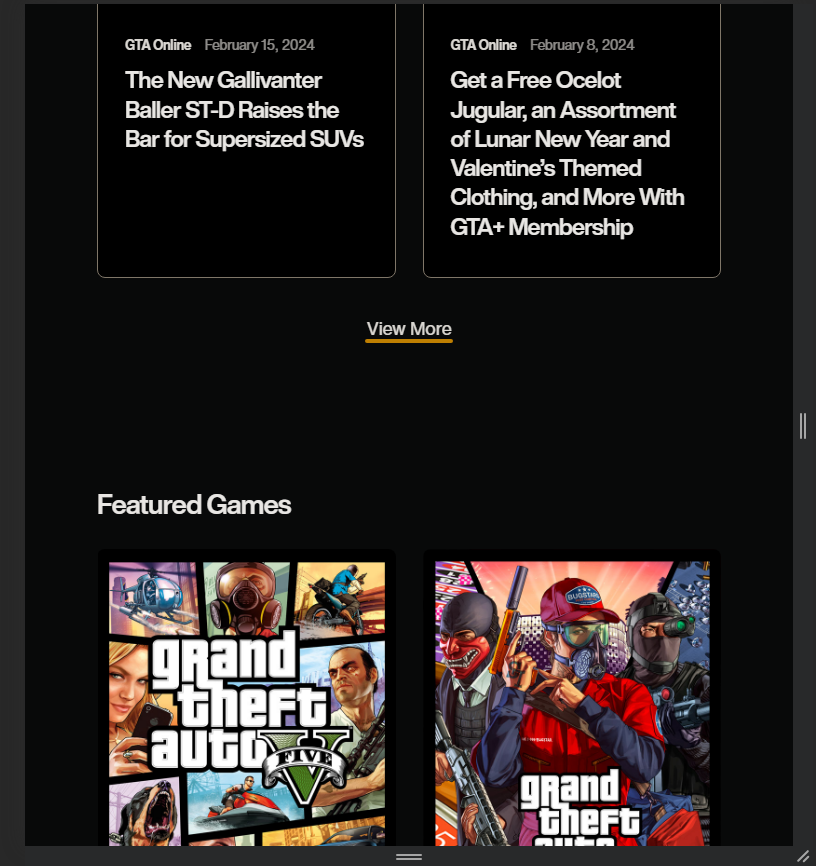 GTA Online February 15, 2024
The New Gallivanter
Baller ST-D Raises the
Bar for Supersized SUVs
GTA Online February 8, 2024
Get a Free Ocelot
Jugular, an Assortment
of Lunar New Year and
Valentine’s Themed
Clothing, and More With
GTA+ Membership
View More
Featured Games
grand
theft
auto
V
FIVE
BUGSTARS
grand
theft
auto